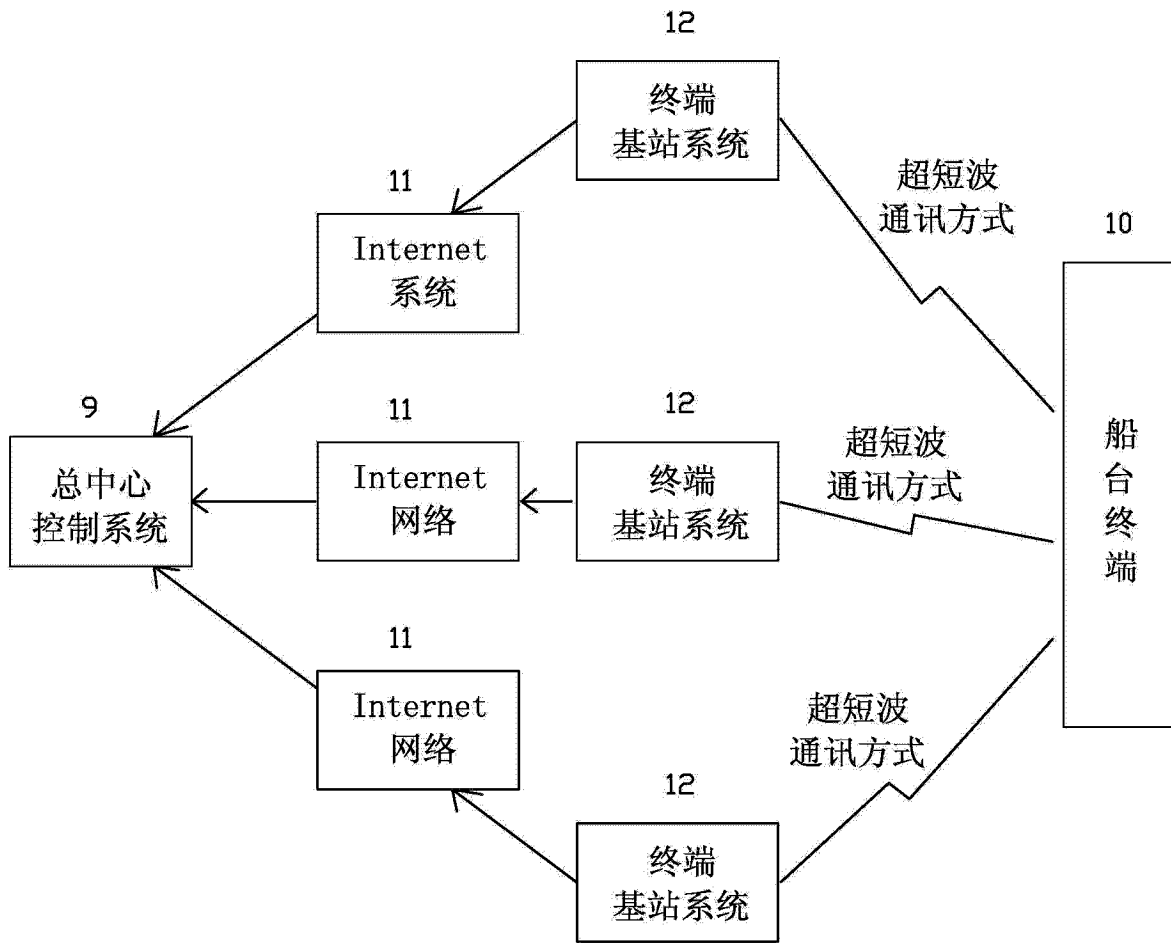 12
终端
基站系统
超短波
通讯方式
11
10
Internet
系统
9
11
12
总中心
控制系统
Internet
网络
终端
基站系统
超短波
通讯方式
船
台
终
端
11
Internet
网络
超短波
通讯方式
12
终端
基站系统